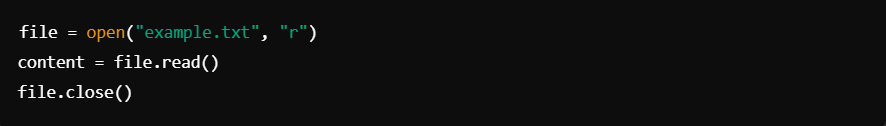 file = open("example.txt", "r")
content = file.read()
file.close()